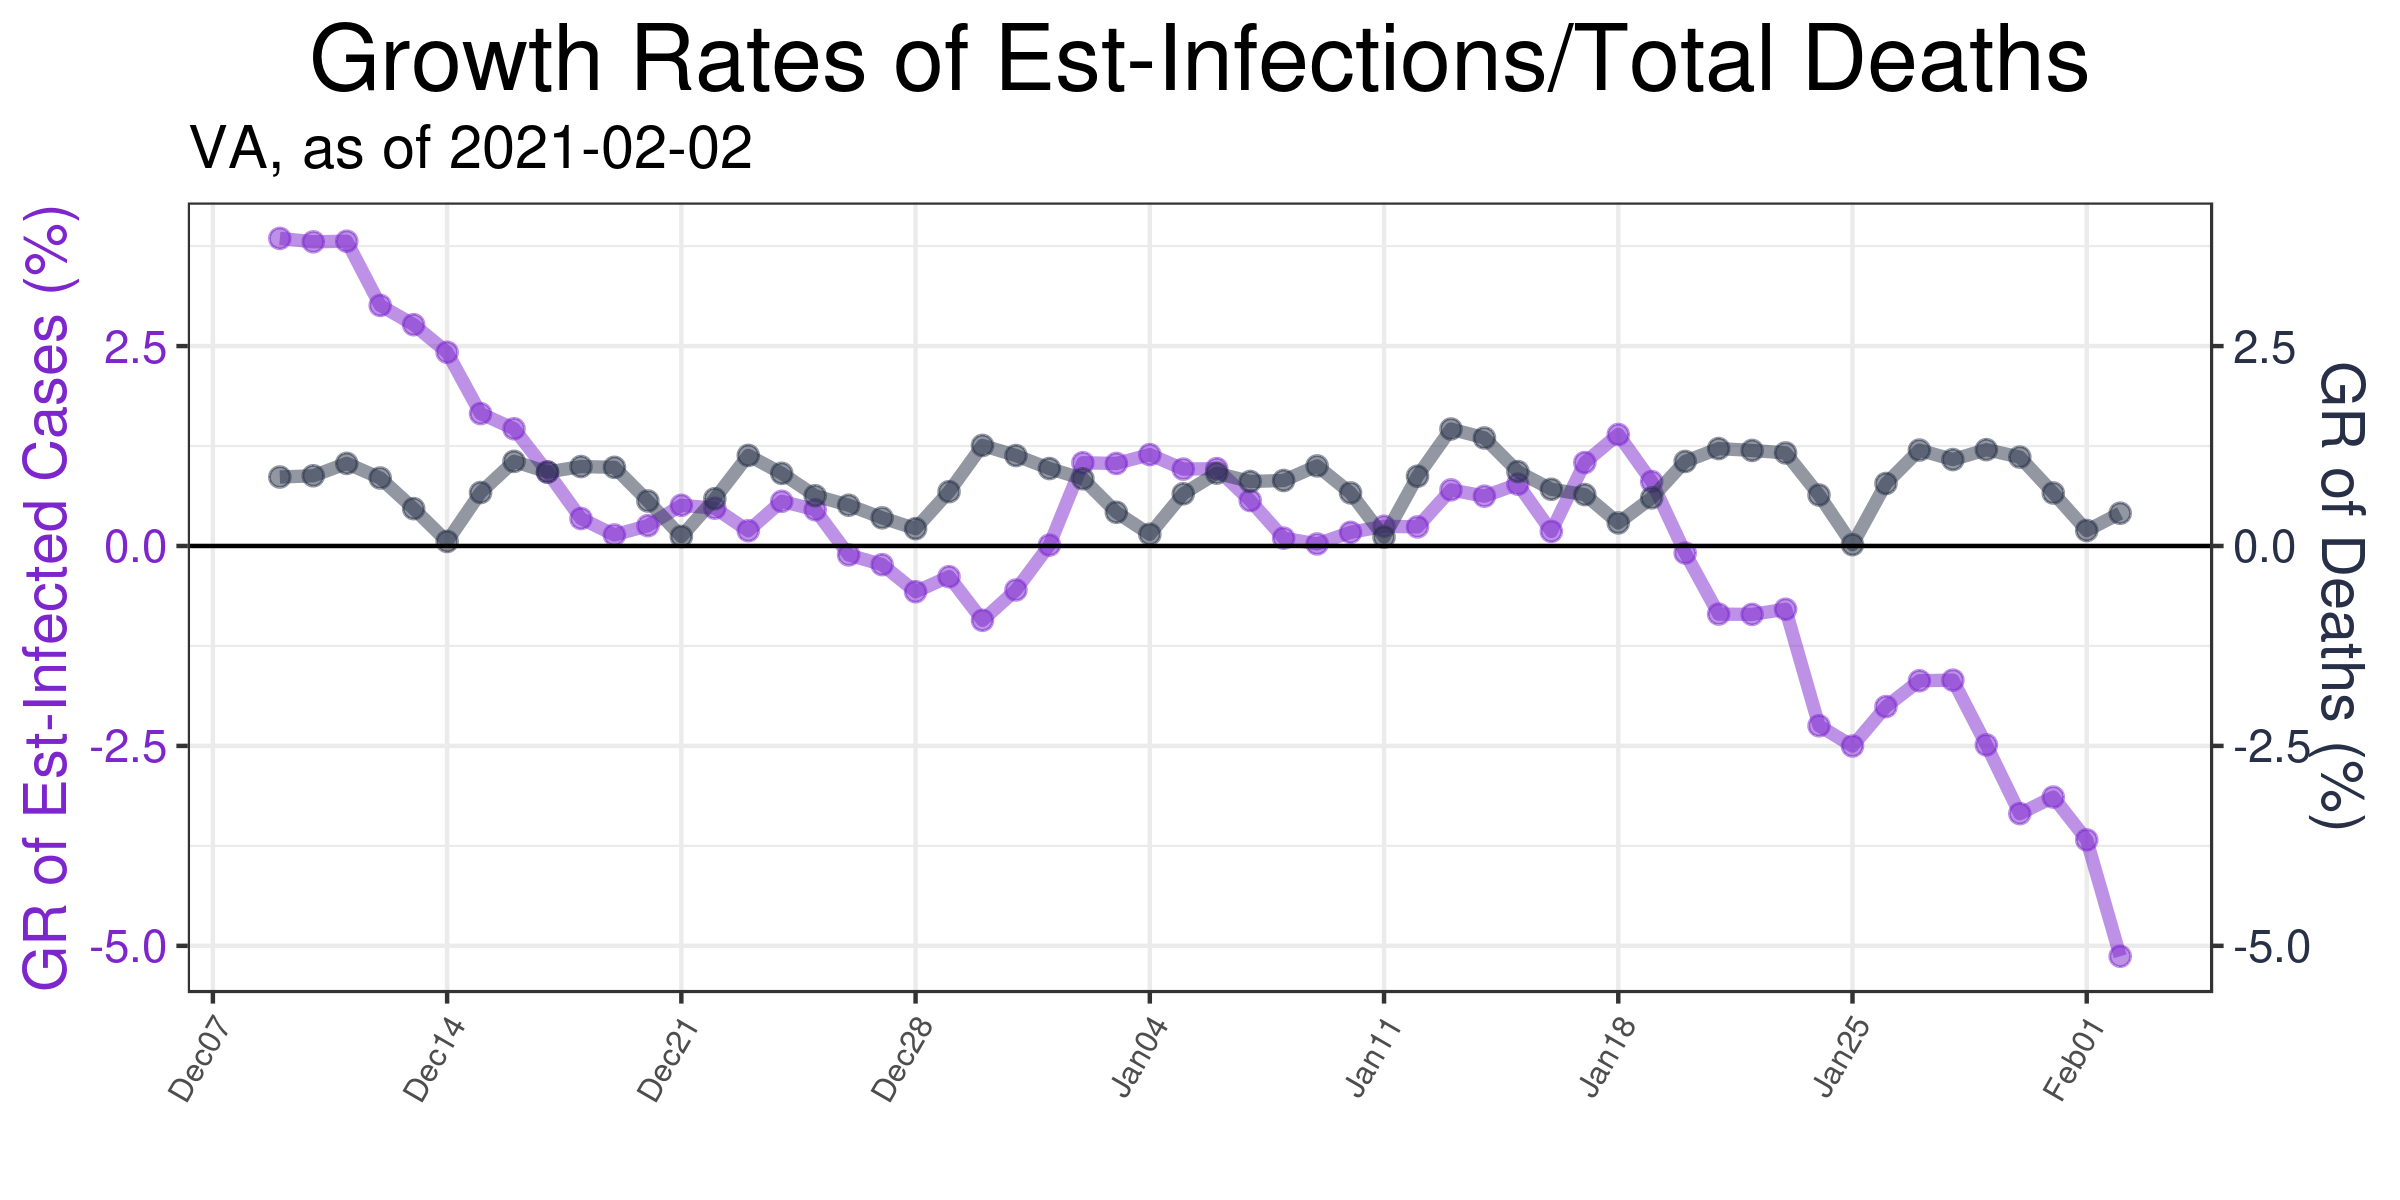 Growth Rates of Est-Infections/Total Deaths
VA, as of 2021-02-02
GR of Est-Infected Cases (%)
2.5
0.0
-2.5
-5.0
2.5
0.0
-2.5
-5.0
GR of Deaths (%)
Dec07
Dec14
Dec21
Dec28
Jan04
Jan11
Jan18
Jan25
Feb01